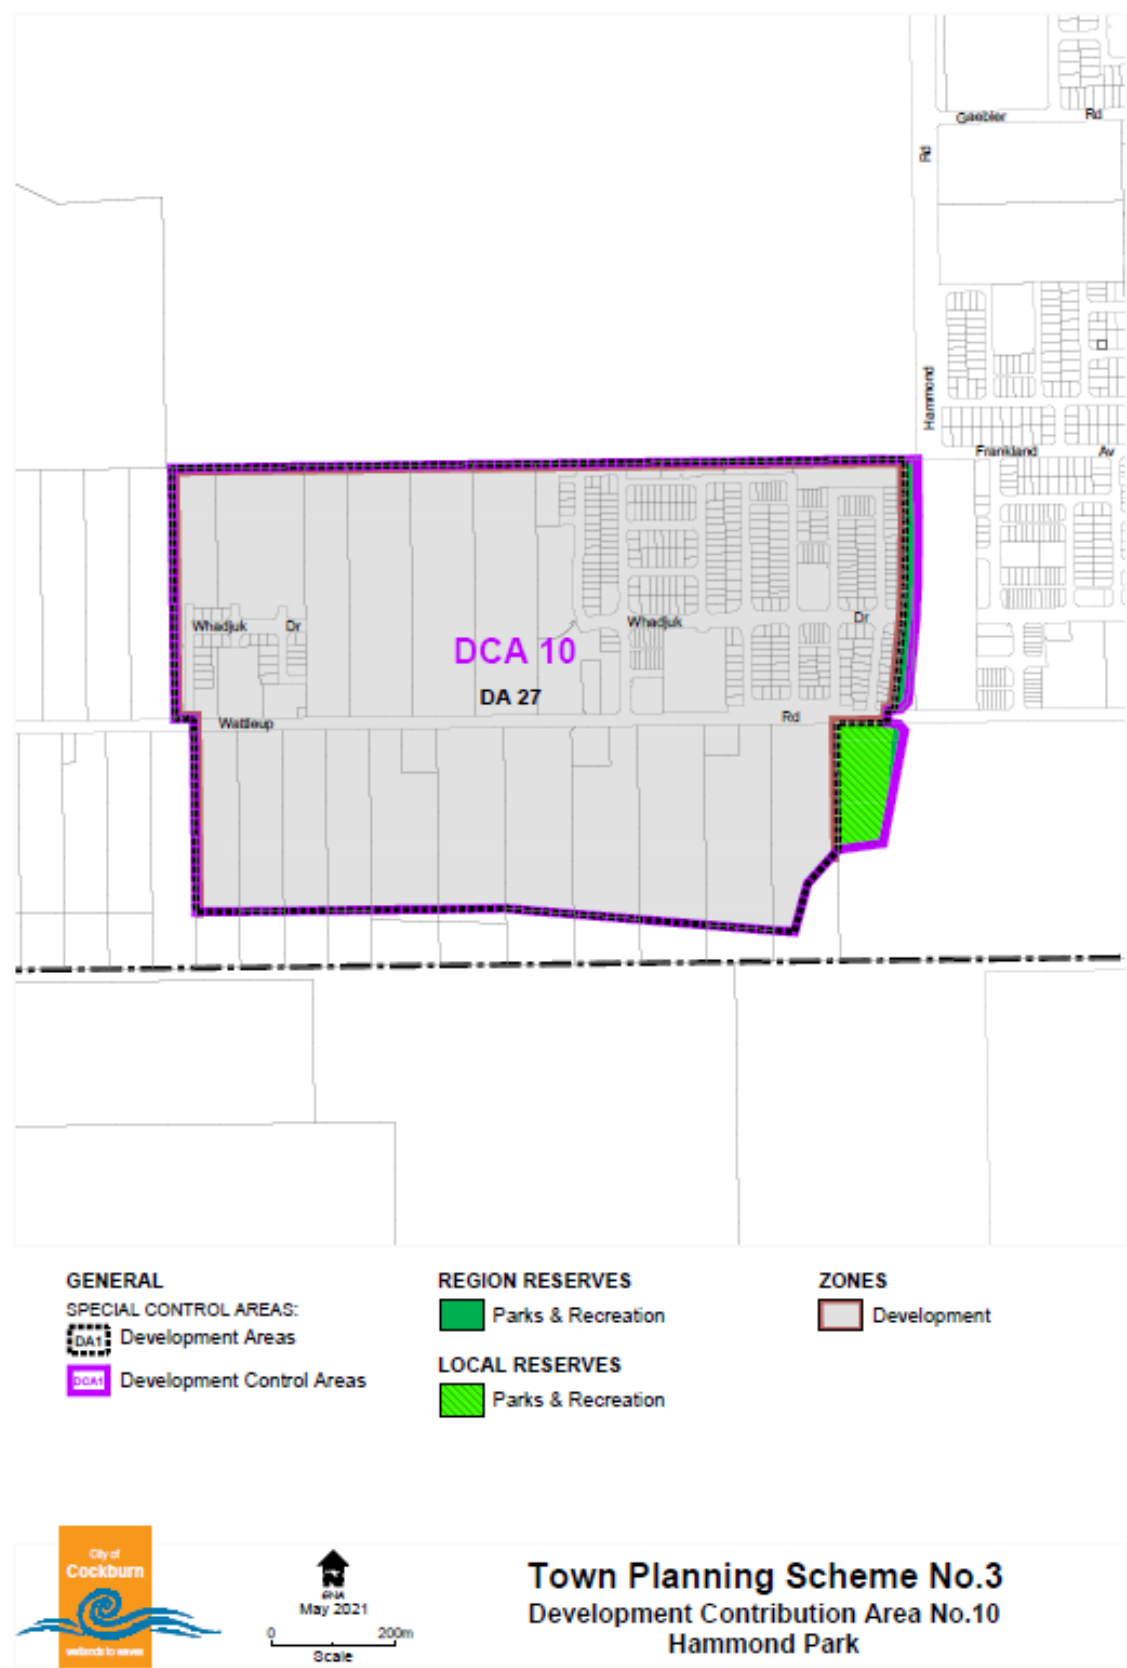 Gaebler Rd
Rd
Hammond
Frankland Av
Whadjuk Dr
Whadjuk Dr
DCA 10
DA 27
Wattleup Rd
GENERAL
SPECIAL CONTROL AREAS:
DA1 Development Areas
DCA1 Development Control Areas
REGION RESERVES
Parks & Recreation
LOCAL RESERVES
Parks & Recreation
ZONES
Development
City of
Cockburn
wetlands to waves
N
May 2021
0 200m
Scale
Town Planning Scheme No.3
Development Contribution Area No.10
Hammond Park